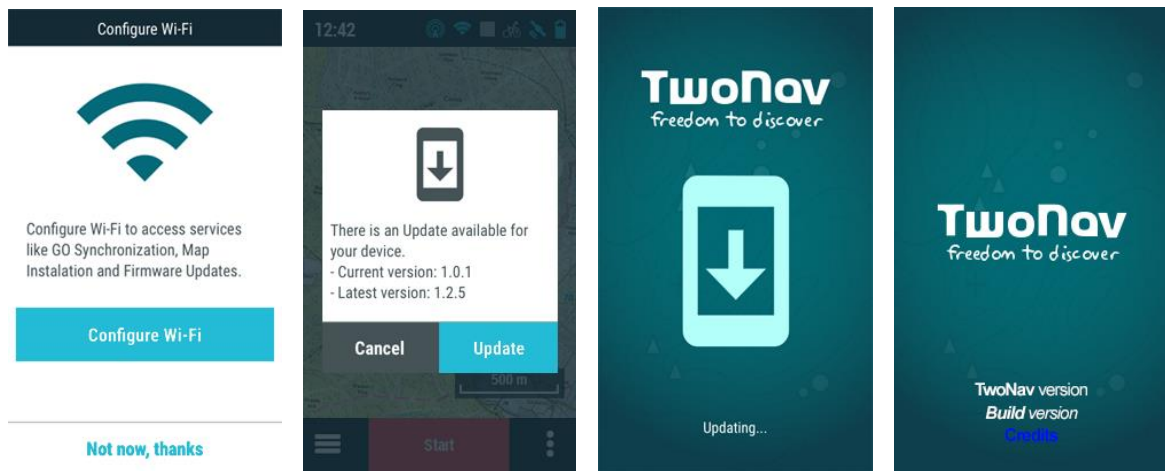 Configure Wi-Fi
Configure Wi-Fi to access services
like GO Synchronization, Map
Instalation and Firmware Updates.
Configure Wi-Fi
Not now, thanks
12:42
There is an Update available for
your device.
- Current version: 1.0.1
- Latest version: 1.2.5
Cancel
Update
500 m
Start
TwoNav
freedom to discover
Updating...
TwoNav
freedom to discover
TwoNav version
Build version
Credits